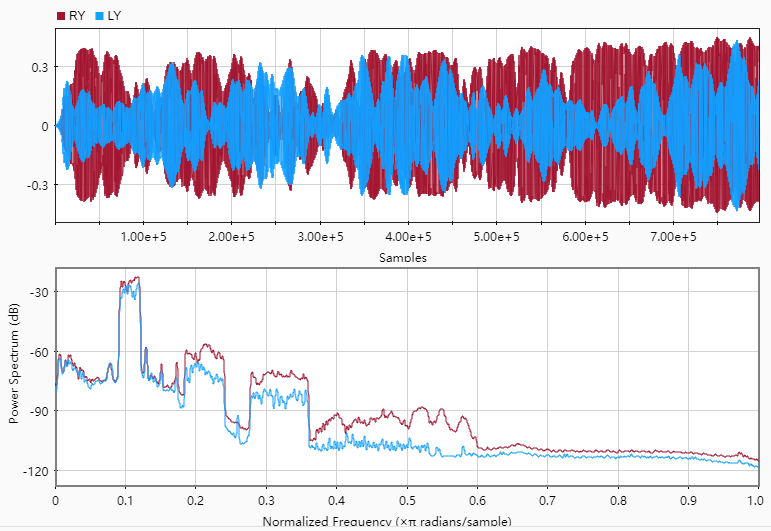 RY LY
0.3
0
-0.3
1.00e+5 2.00e+5 3.00e+5 4.00e+5 5.00e+5 6.00e+5 7.00e+5
Samples
Power Spectrum (dB)
-30
-60
-90
-120
0 0.1 0.2 0.3 0.4 0.5 0.6 0.7 0.8 0.9 1.0
Normalized Frequency (×π radians/sample)